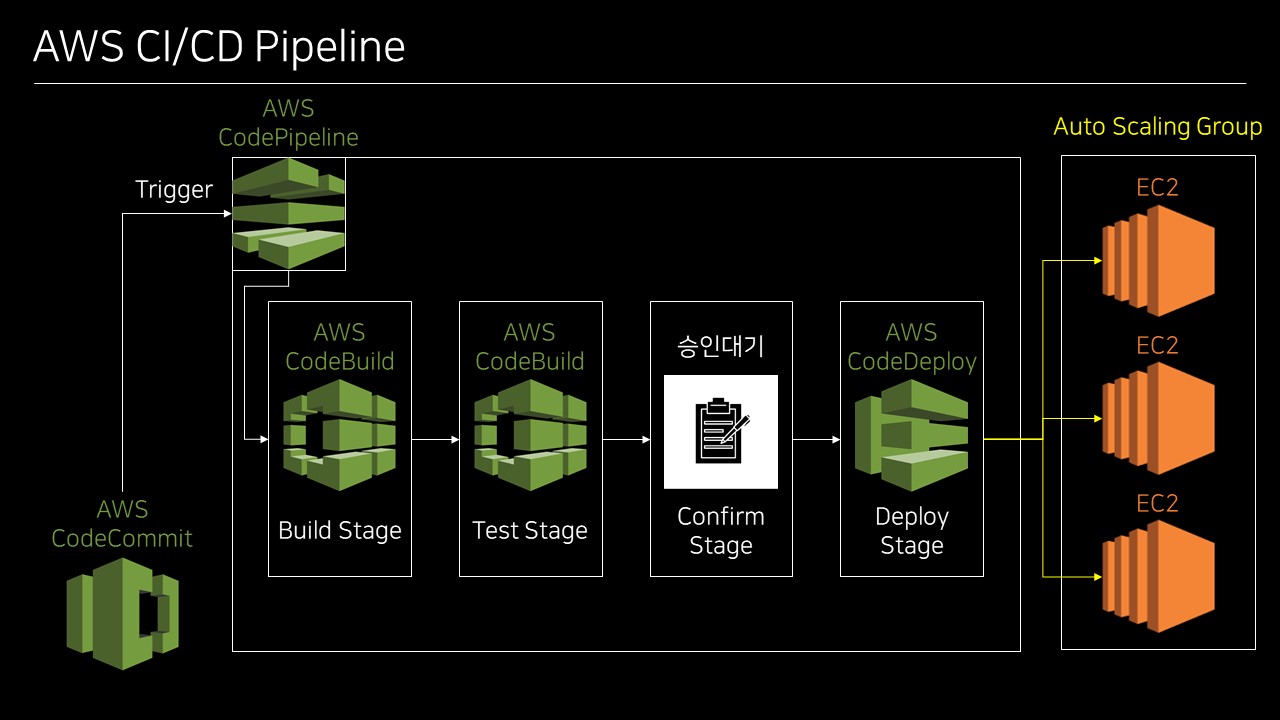 AWS CI/CD Pipeline
AWS
CodePipeline
Trigger
Auto Scaling Group
EC2
AWS
CodeBuild
Build Stage
AWS
CodeBuild
Test Stage
승인대기
Confirm
Stage
AWS
CodeDeploy
Deploy
Stage
EC2
EC2
AWS
CodeCommit